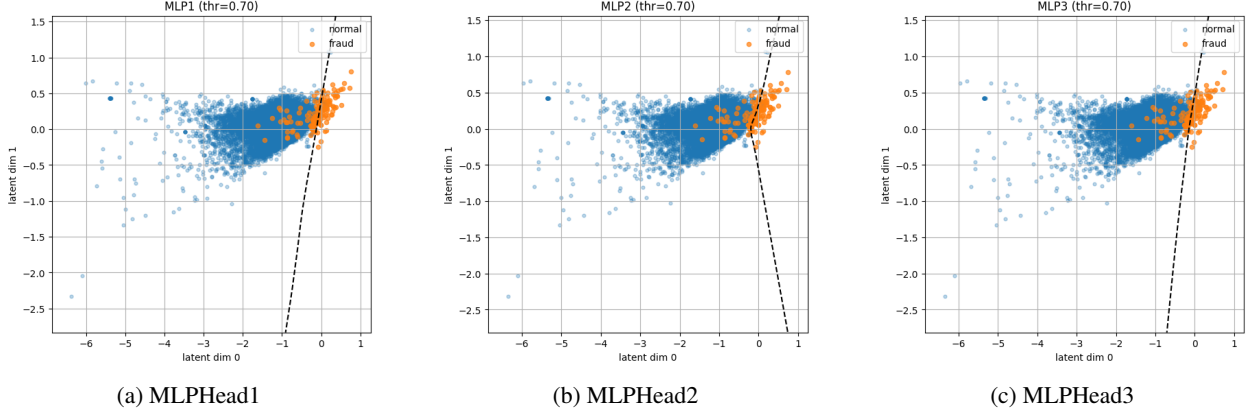 MLP1 (thr=0.70)
normal
fraud
1.5
1.0
0.5
0.0
−0.5
−1.0
−1.5
−2.0
−2.5
latent dim 1
−6 −5 −4 −3 −2 −1 0 1
latent dim 0
(a) MLPHead1
MLP2 (thr=0.70)
normal
fraud
1.5
1.0
0.5
0.0
−0.5
−1.0
−1.5
−2.0
−2.5
latent dim 1
−6 −5 −4 −3 −2 −1 0 1
latent dim 0
(b) MLPHead2
MLP3 (thr=0.70)
normal
fraud
1.5
1.0
0.5
0.0
−0.5
−1.0
−1.5
−2.0
−2.5
latent dim 1
−6 −5 −4 −3 −2 −1 0 1
latent dim 0
(c) MLPHead3